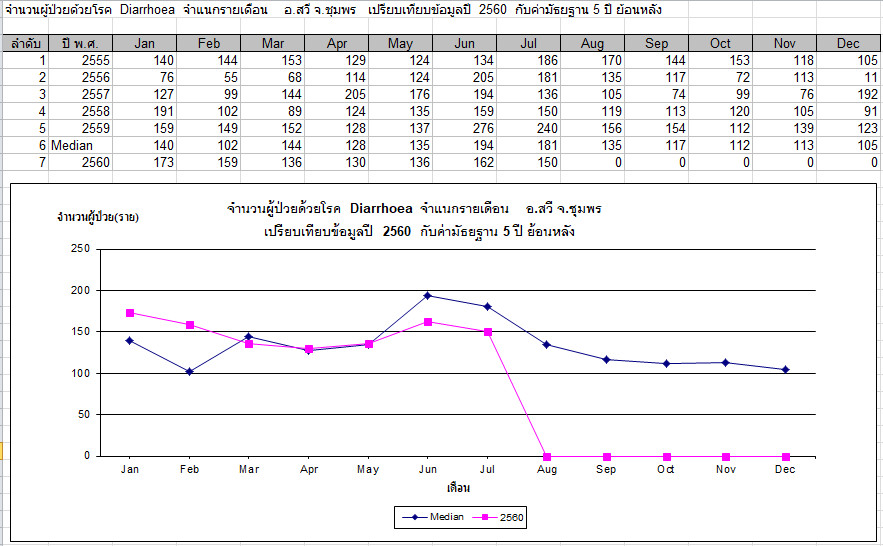 จำนวนผู้ป่วยด้วยโรค Diarrhoea จำแนกรายเดือน อ.สวี จ.ชุมพร เปรียบเทียบข้อมูลปี 2560 กับค่ามัธยฐาน 5 ปี ย้อนหลัง
ลำดับ ปี พ.ศ. Jan Feb Mar Apr May Jun Jul Aug Sep Oct Nov Dec
1 2555 140 144 153 129 124 134 186 170 144 153 118 105
2 2556 76 55 68 114 124 205 181 135 117 72 113 11
3 2557 127 99 144 205 176 194 136 105 74 99 76 192
4 2558 191 102 89 124 135 159 150 119 113 120 105 91
5 2559 159 149 152 128 137 276 240 156 154 112 139 123
6 Median 140 102 144 128 135 194 181 135 117 112 113 105
7 2560 173 159 136 130 136 162 150 0 0 0 0 0
จำนวนผู้ป่วยด้วยโรค Diarrhoea จำแนกรายเดือน อ.สวี จ.ชุมพร
จำนวนผู้ป่วย(ราย)
เปรียบเทียบข้อมูลปี 2560 กับค่ามัธยฐาน 5 ปี ย้อนหลัง
250
200
150
100
50
0
Jan Feb Mar Apr May Jun Jul Aug Sep Oct Nov Dec
เดือน
Median 2560